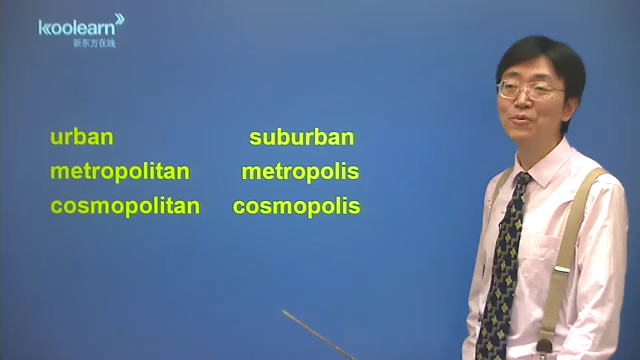 koolearn
新东方在线
urban suburban
metropolitan metropolis
cosmopolitan cosmopolis